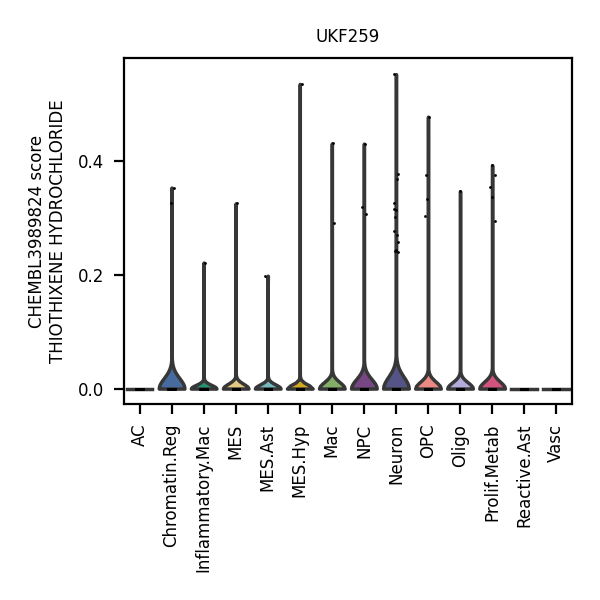 UKF259
CHEMBL3989824 score
THIOTHIXENE HYDROCHLORIDE
0.4
0.2
0.0
AC
Chromatin.Reg
Inflammatory.Mac
MES
MES.Ast
MES.Hyp
Mac
NPC
Neuron
OPC
Oligo
Prolif.Metab
Reactive.Ast
Vasc